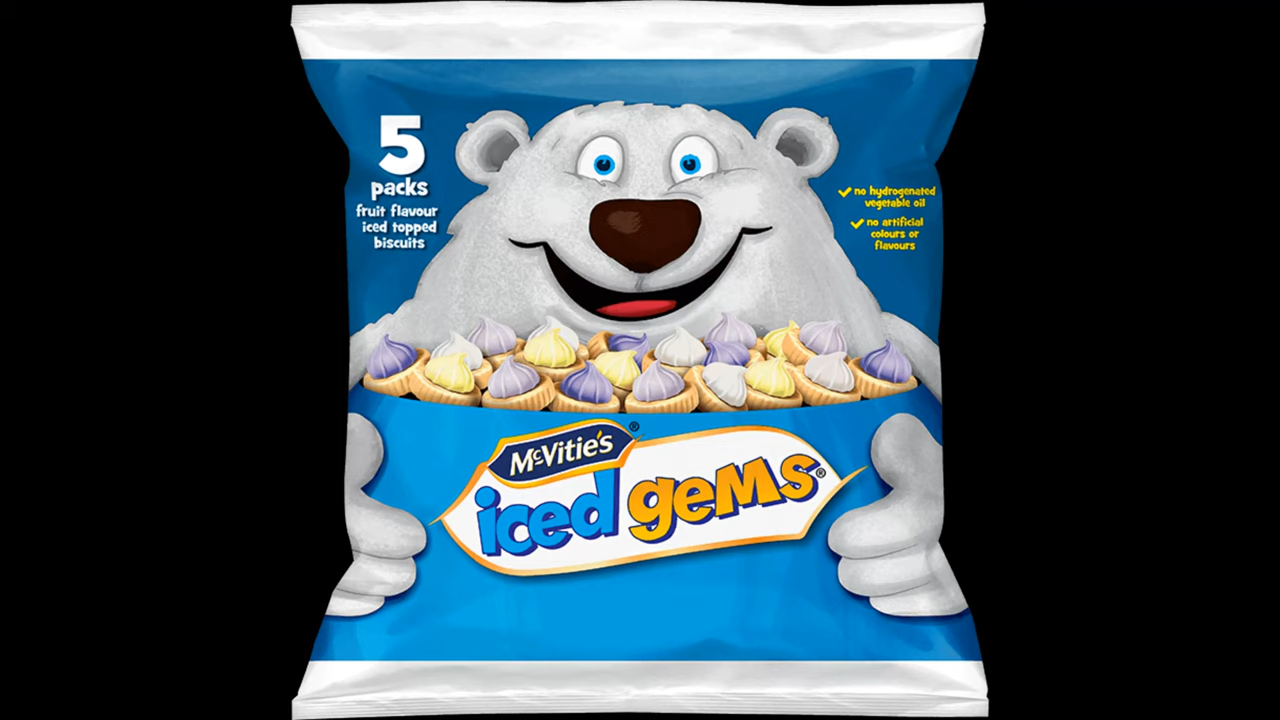 5
packs
fruit flavour
iced topped
biscuits
✓ no hydrogenated
vegetable oil
✓ no artificial
colours or
flavours
McVitie's®
iced gems®